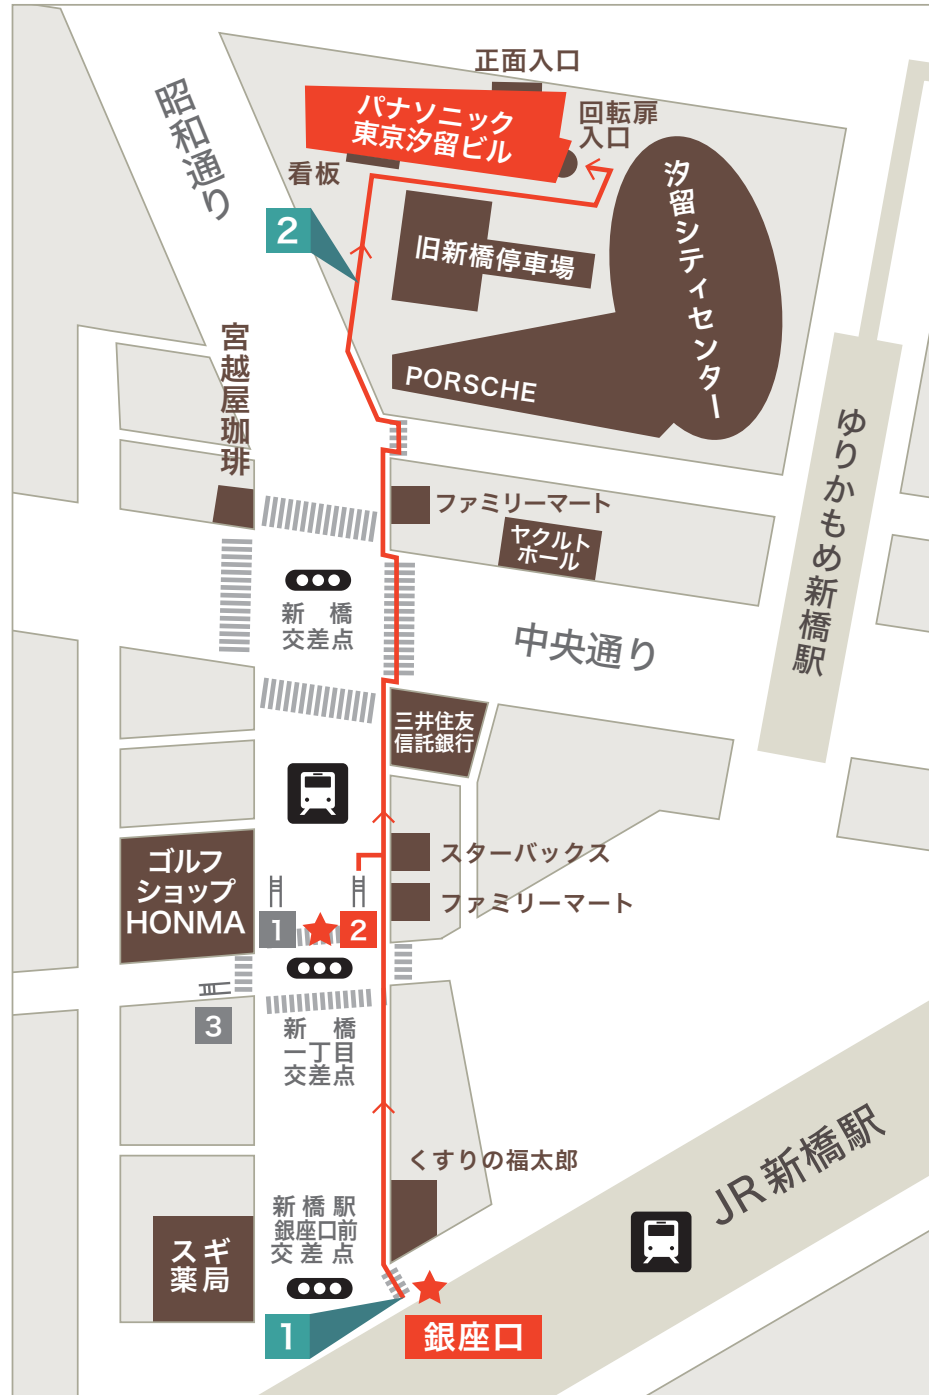 正面入口
パナソニック
東京汐留ビル
回転扉
入口
看板
昭和通り
2
汐留シティセンター
旧新橋停車場
PORSCHE
宮越屋珈琲
ゆりかもめ新橋駅
ファミリーマート
ヤクルト
ホール
新橋
交差点
中央通り
三井住友
信託銀行
ゴルフ
ショップ
HONMA
スターバックス
ファミリーマート
1
2
3
新橋
一丁目
交差点
くすりの福太郎
JR新橋駅
新橋駅
銀座口前
交差点
スギ
薬局
1
銀座口